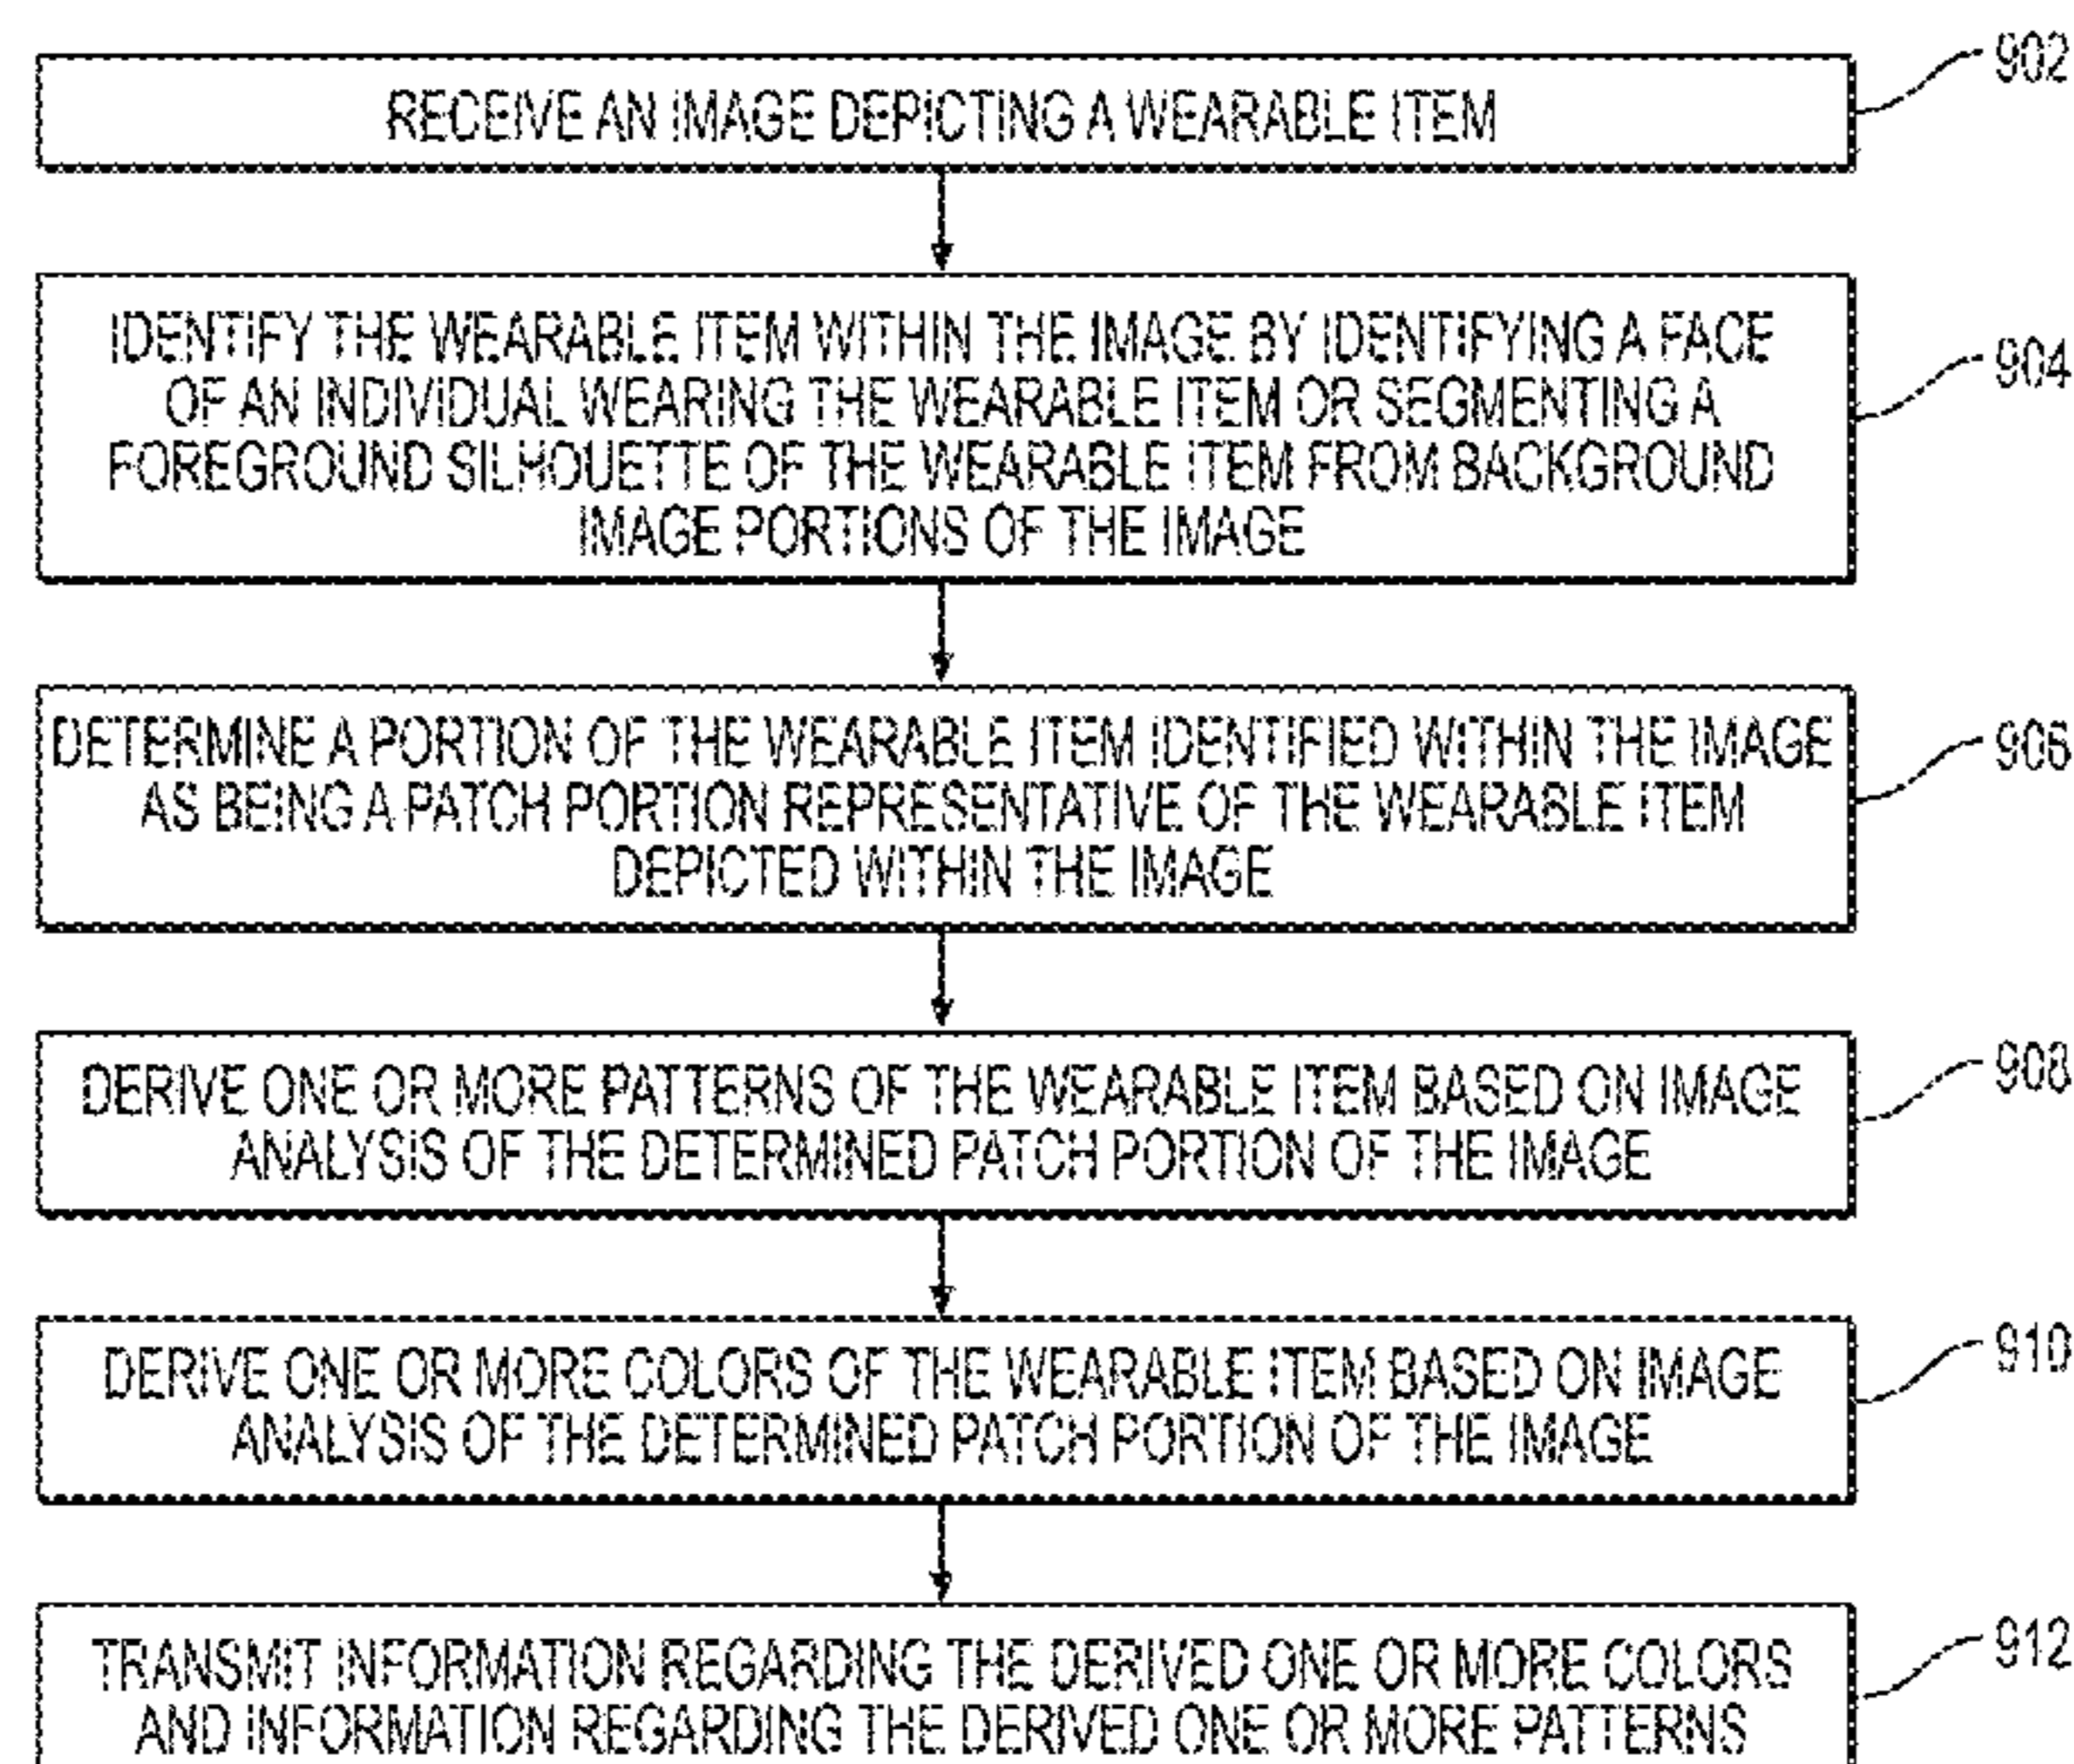 902
RECEIVE AN IMAGE DEPICTING A WEARABLE ITEM
904
IDENTIFY THE WEARABLE ITEM WITHIN THE IMAGE BY IDENTIFYING A FACE
OF AN INDIVIDUAL WEARING THE WEARABLE ITEM OR SEGMENTING A
FOREGROUND SILHOUETTE OF THE WEARABLE ITEM FROM BACKGROUND
IMAGE PORTIONS OF THE IMAGE
906
DETERMINE A PORTION OF THE WEARABLE ITEM IDENTIFIED WITHIN THE IMAGE
AS BEING A PATCH PORTION REPRESENTATIVE OF THE WEARABLE ITEM
DEPICTED WITHIN THE IMAGE
908
DERIVE ONE OR MORE PATTERNS OF THE WEARABLE ITEM BASED ON IMAGE
ANALYSIS OF THE DETERMINED PATCH PORTION OF THE IMAGE
910
DERIVE ONE OR MORE COLORS OF THE WEARABLE ITEM BASED ON IMAGE
ANALYSIS OF THE DETERMINED PATCH PORTION OF THE IMAGE
912
TRANSMIT INFORMATION REGARDING THE DERIVED ONE OR MORE COLORS
AND INFORMATION REGARDING THE DERIVED ONE OR MORE PATTERNS